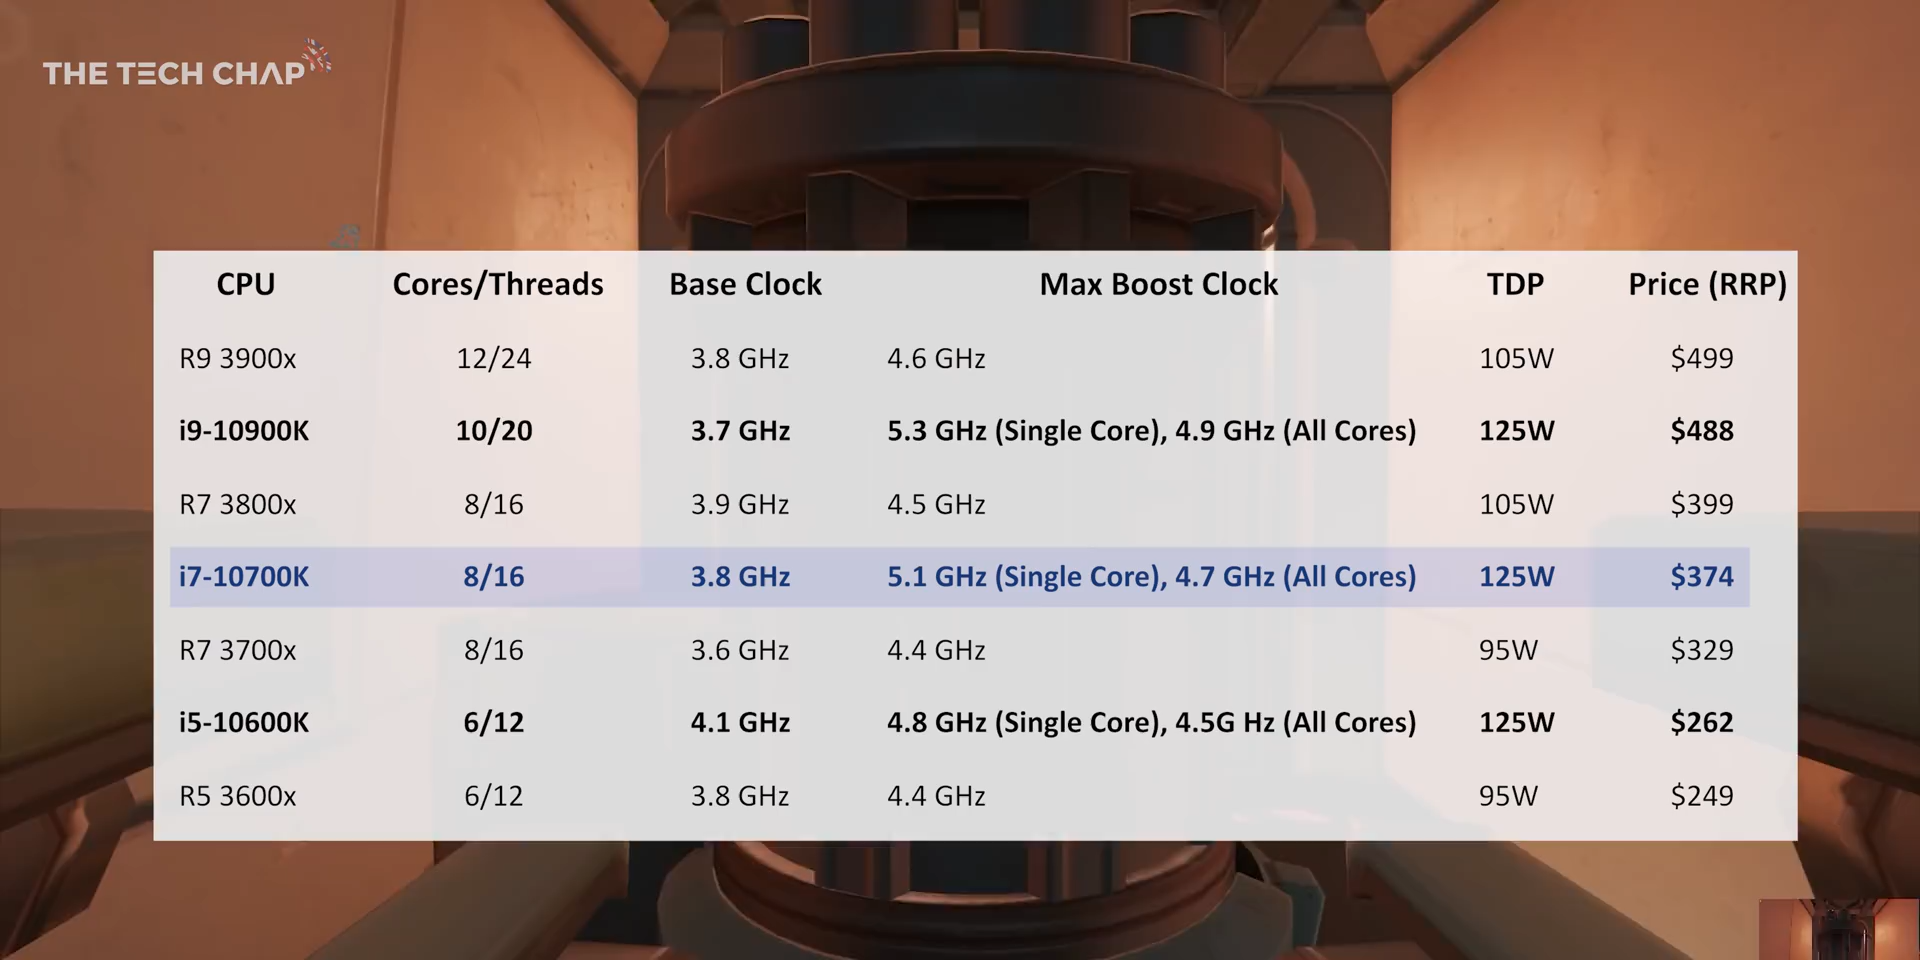 THE TECH CHAP
CPU Cores/Threads Base Clock Max Boost Clock TDP Price (RRP)
R9 3900x 12/24 3.8 GHz 4.6 GHz 105W $499
i9-10900K 10/20 3.7 GHz 5.3 GHz (Single Core), 4.9 GHz (All Cores) 125W $488
R7 3800x 8/16 3.9 GHz 4.5 GHz 105W $399
i7-10700K 8/16 3.8 GHz 5.1 GHz (Single Core), 4.7 GHz (All Cores) 125W $374
R7 3700x 8/16 3.6 GHz 4.4 GHz 95W $329
i5-10600K 6/12 4.1 GHz 4.8 GHz (Single Core), 4.5G Hz (All Cores) 125W $262
R5 3600x 6/12 3.8 GHz 4.4 GHz 95W $249